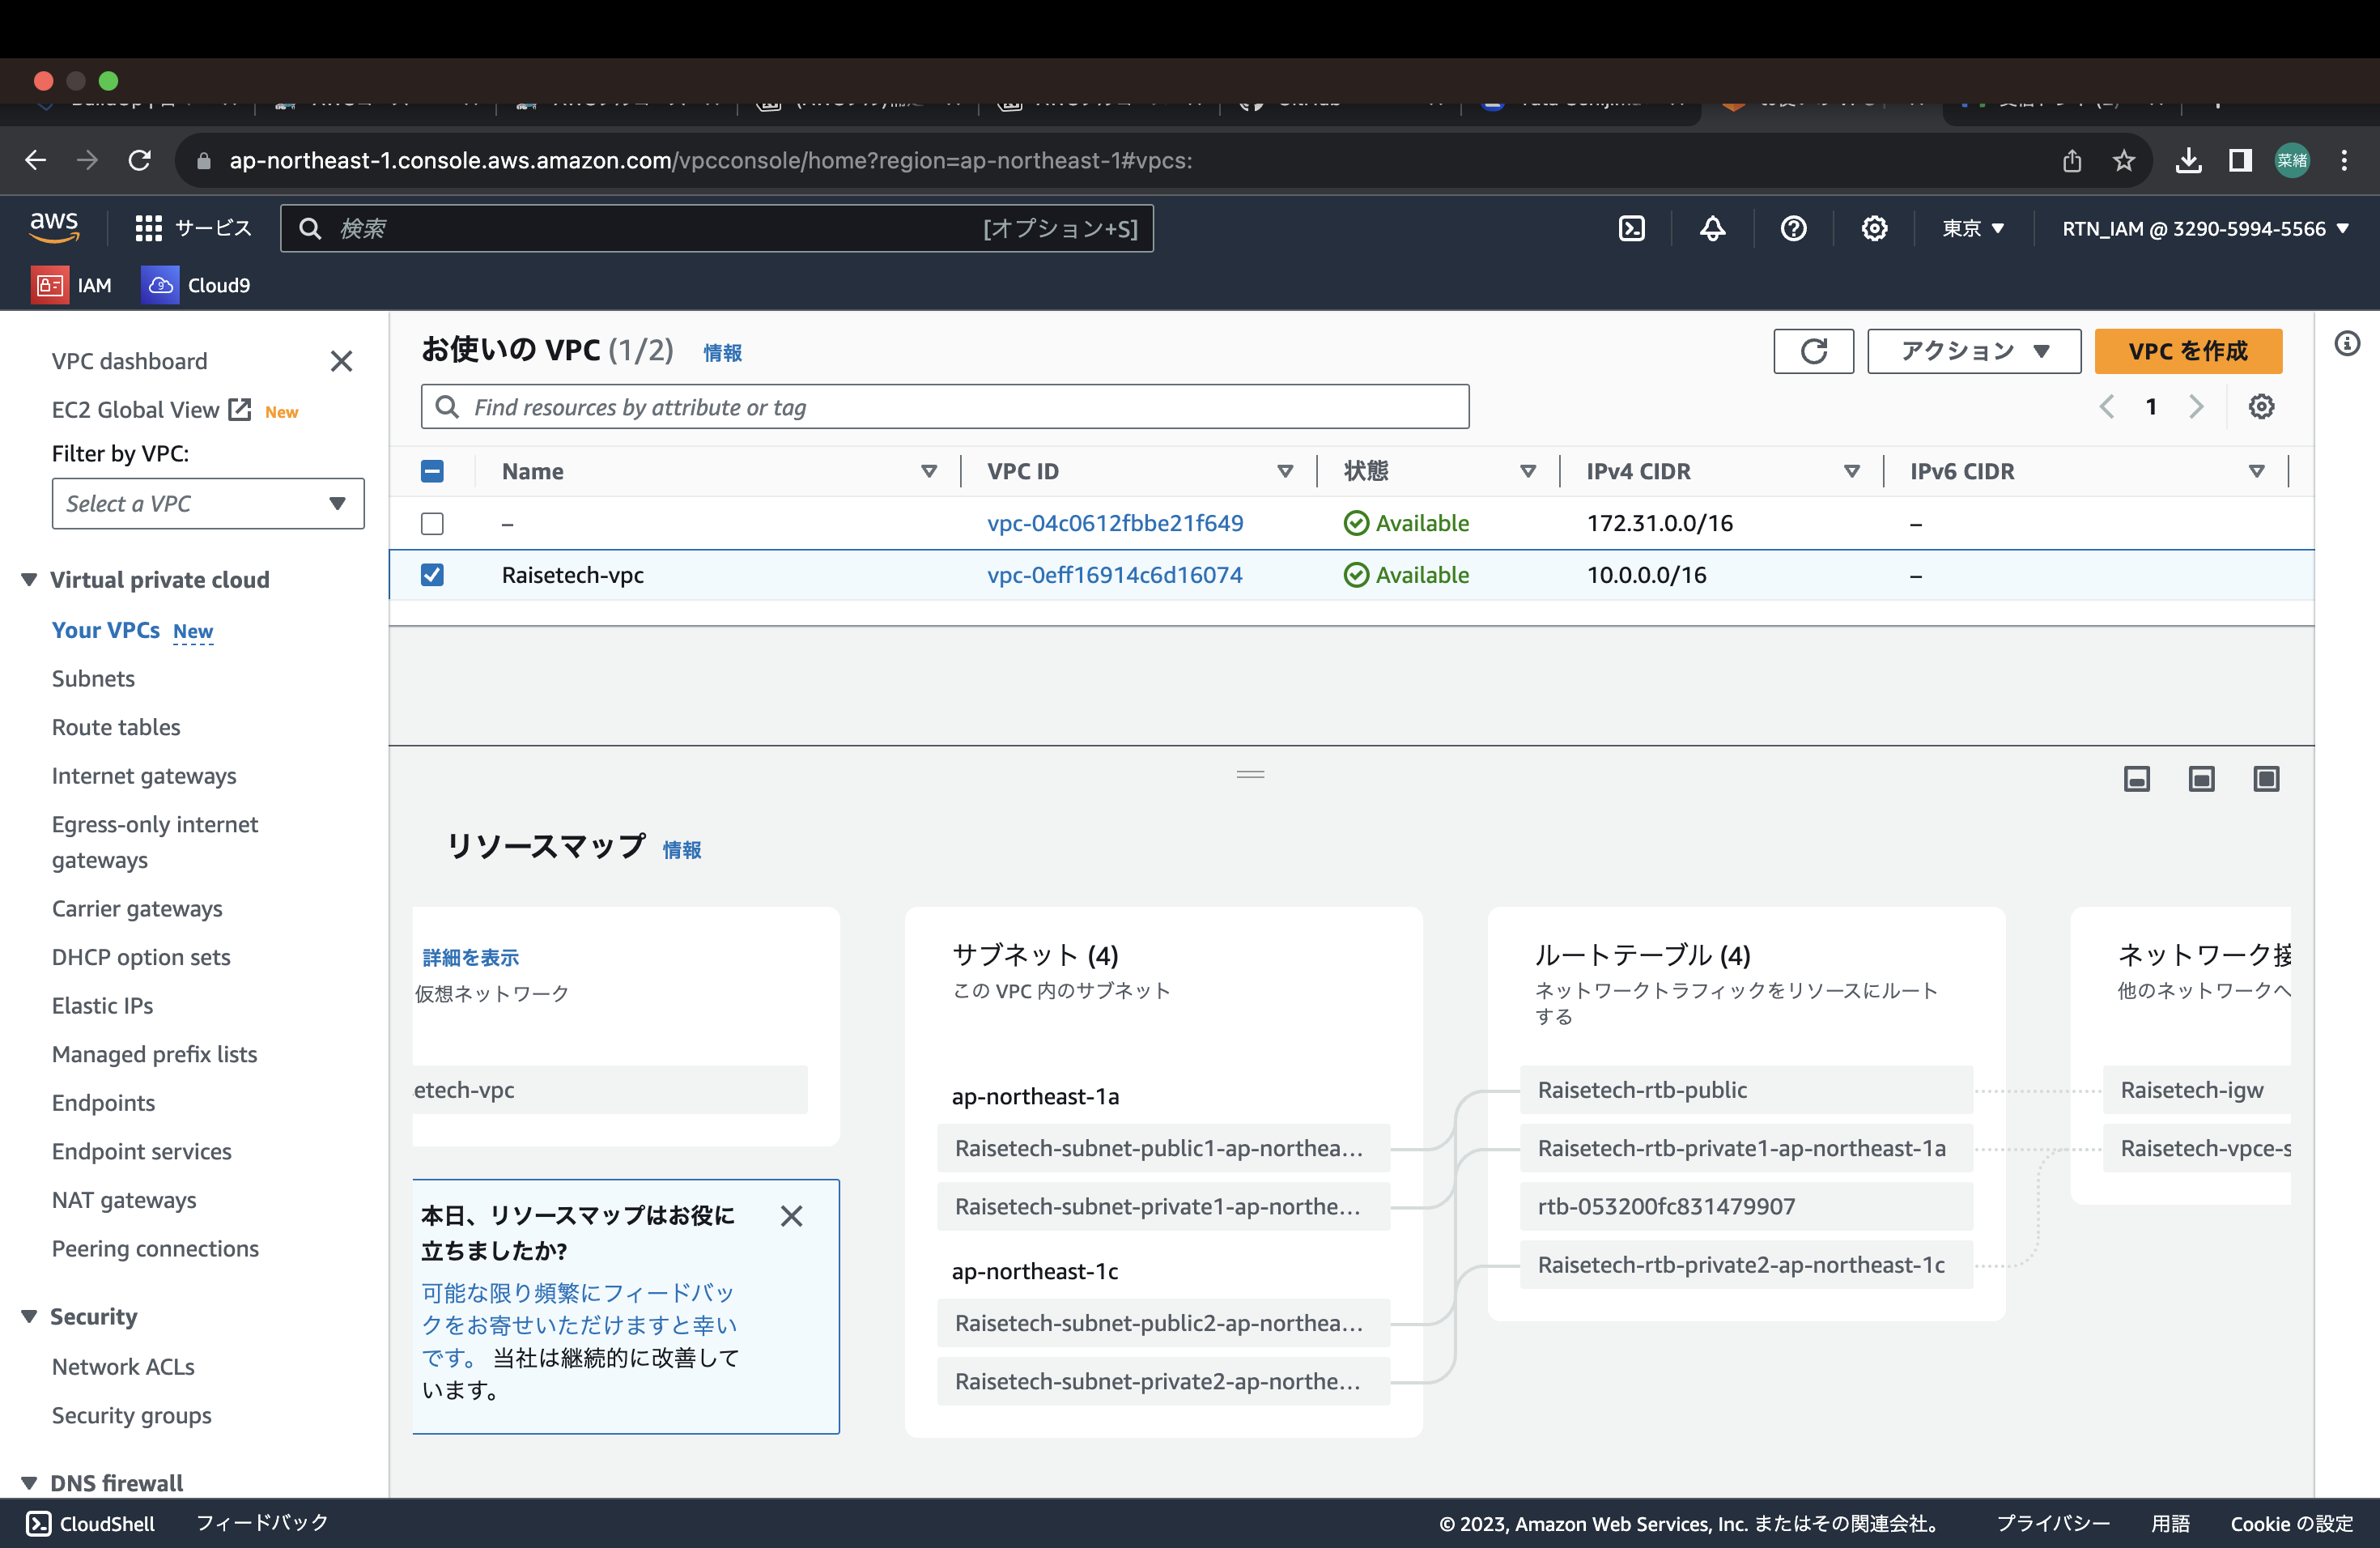 ap-northeast-1.console.aws.amazon.com/vpcconsole/home?region=ap-northeast-1#vpcs:
菜緒
aws
サービス
検索
[オプション+S]
東京
RTN_IAM @ 3290-5994-5566
IAM
Cloud9
VPC dashboard
EC2 Global View New
Filter by VPC:
Select a VPC
Virtual private cloud
Your VPCs New
Subnets
Route tables
Internet gateways
Egress-only internet
gateways
Carrier gateways
DHCP option sets
Elastic IPs
Managed prefix lists
Endpoints
Endpoint services
NAT gateways
Peering connections
Security
Network ACLs
Security groups
DNS firewall
お使いの VPC (1/2) 情報
アクション
VPC を作成
Find resources by attribute or tag
1
Name VPC ID 状態 IPv4 CIDR IPv6 CIDR
– vpc-04c0612fbbe21f649 Available 172.31.0.0/16 –
Raisetech-vpc vpc-0eff16914c6d16074 Available 10.0.0.0/16 –
リソースマップ 情報
詳細を表示
仮想ネットワーク
etech-vpc
本日、リソースマップはお役に
立ちましたか?
可能な限り頻繁にフィードバッ
クをお寄せいただけますと幸い
です。 当社は継続的に改善して
います。
サブネット (4)
この VPC 内のサブネット
ap-northeast-1a
Raisetech-subnet-public1-ap-northea...
Raisetech-subnet-private1-ap-northe...
ap-northeast-1c
Raisetech-subnet-public2-ap-northea...
Raisetech-subnet-private2-ap-northe...
ルートテーブル (4)
ネットワークトラフィックをリソースにルート
する
Raisetech-rtb-public
Raisetech-rtb-private1-ap-northeast-1a
rtb-053200fc831479907
Raisetech-rtb-private2-ap-northeast-1c
ネットワーク接
他のネットワークへ
Raisetech-igw
Raisetech-vpce-s
CloudShell
フィードバック
© 2023, Amazon Web Services, Inc. またはその関連会社。
プライバシー
用語
Cookie の設定